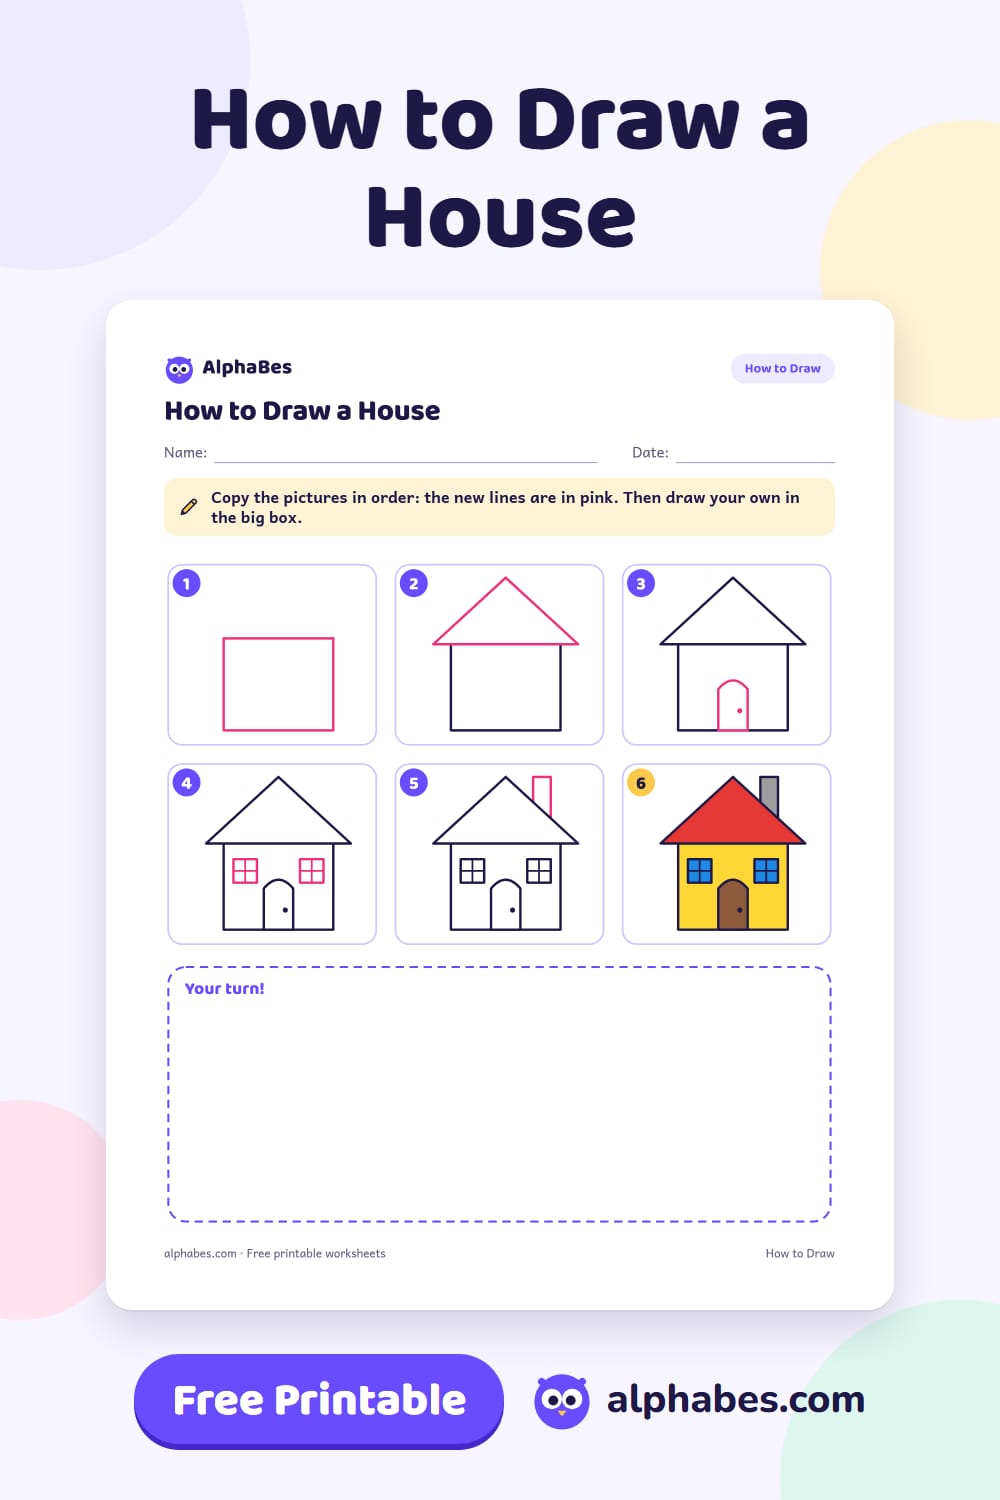 How to Draw a
House
AlphaBes
How to Draw
How to Draw a House
Name:
Date:
Copy the pictures in order: the new lines are in pink. Then draw your own in
the big box.
1
2
3
4
5
6
Your turn!
alphabes.com · Free printable worksheets
How to Draw
Free Printable
alphabes.com